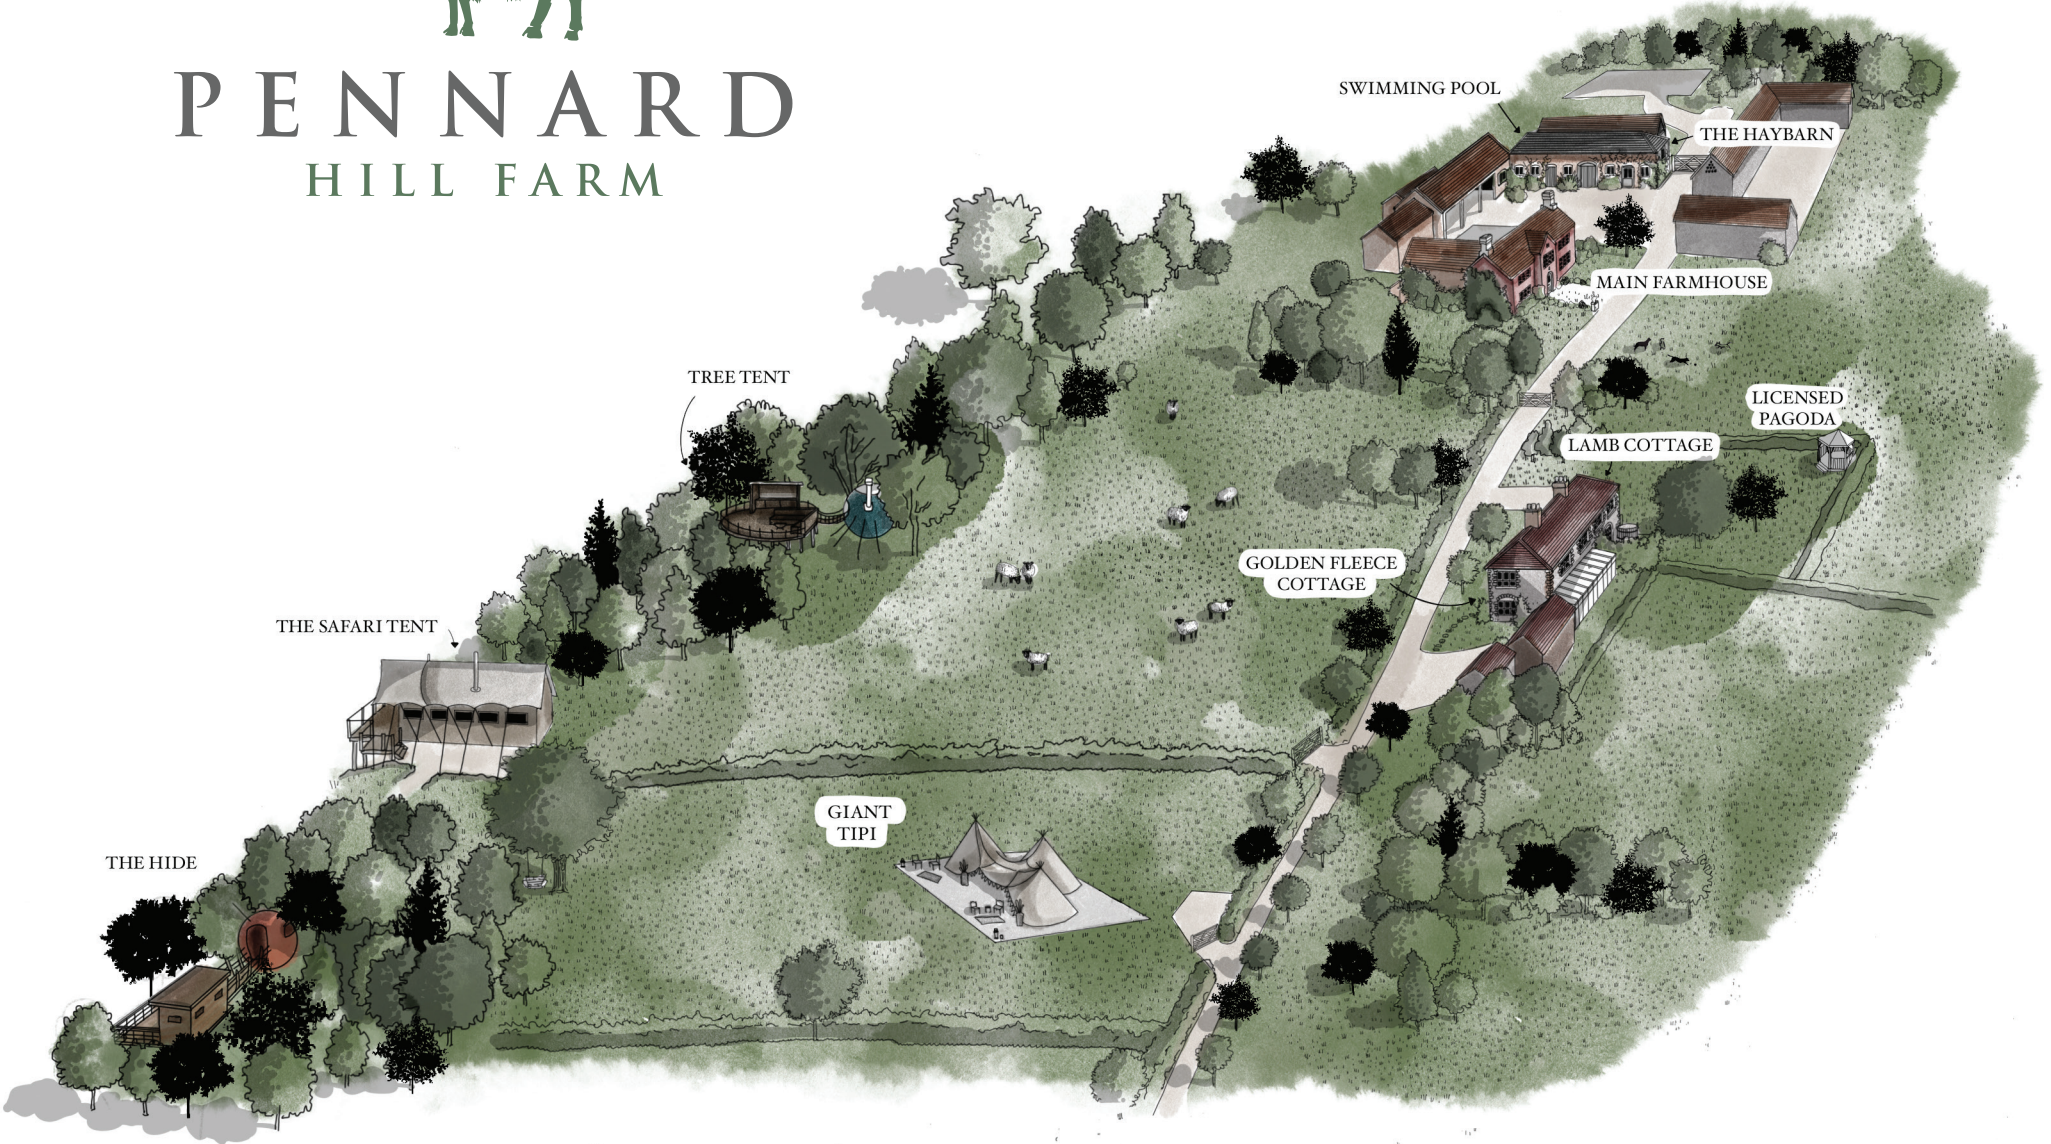 PENNARD
HILL FARM
SWIMMING POOL
THE HAYBARN
MAIN FARMHOUSE
TREE TENT
LICENSED
PAGODA
LAMB COTTAGE
GOLDEN FLEECE
COTTAGE
THE SAFARI TENT
GIANT
TIPI
THE HIDE